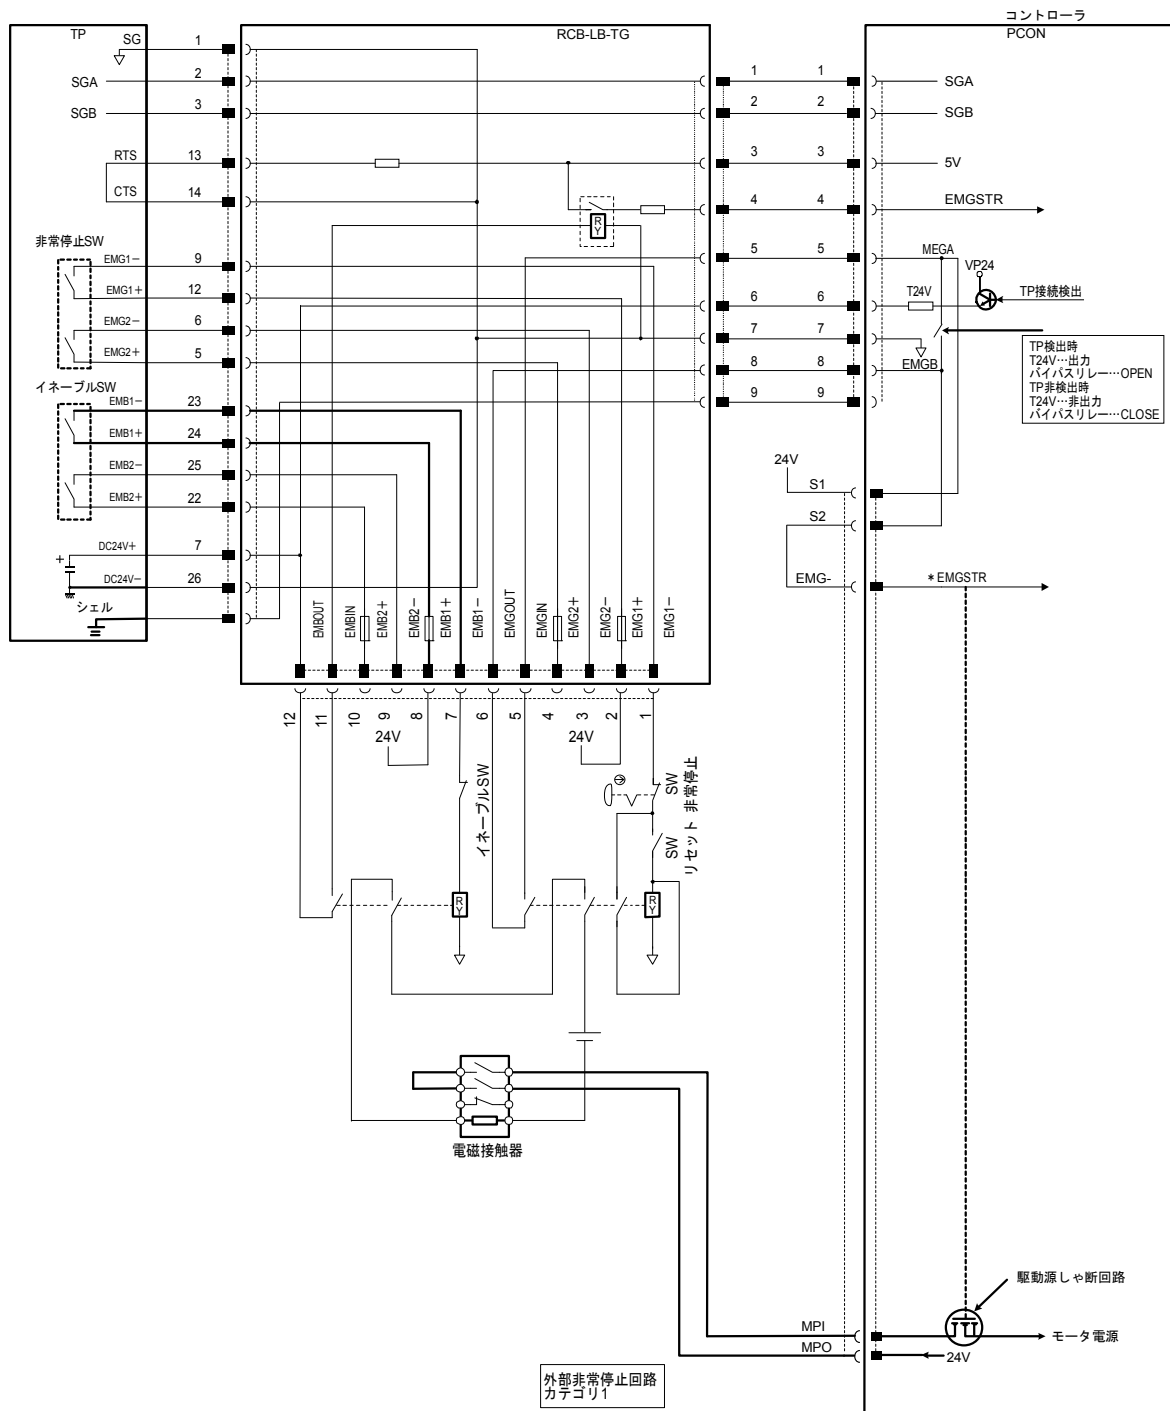 コントローラ
TP
RCB-LB-TG
PCON
SG 1
SGA 2 1 1 SGA
SGB 3 2 2 SGB
RTS 13 3 3 5V
CTS 14
RY 4 4 EMGSTR
非常停止SW
EMG1− 9 5 5 MEGA
VP24
EMG1+ 12 6 6 T24V TP接続検出
EMG2− 6 7 7
EMG2+ 5 8 8 EMGB
TP検出時
T24V…出力
バイパスリレー…OPEN
TP非検出時
T24V…非出力
バイパスリレー…CLOSE
イネーブルSW
EMB1− 23 9 9
EMB1+ 24
EMB2− 25
EMB2+ 22
24V
S1
S2
DC24V+ 7
+
DC24V− 26
EMG- *EMGSTR
シェル
EMBOUT EMBIN EMB2+ EMB2− EMB1+ EMB1− EMGOUT EMGIN EMG2+ EMG2− EMG1+ EMG1−
12 11 10 9 8 7 6 5 4 3 2 1
24V 24V
イネーブルSW
非常停止SW
リセットSW
RY RY
電磁接触器
駆動源しゃ断回路
MPI モータ電源
MPO 24V
外部非常停止回路
カテゴリ1